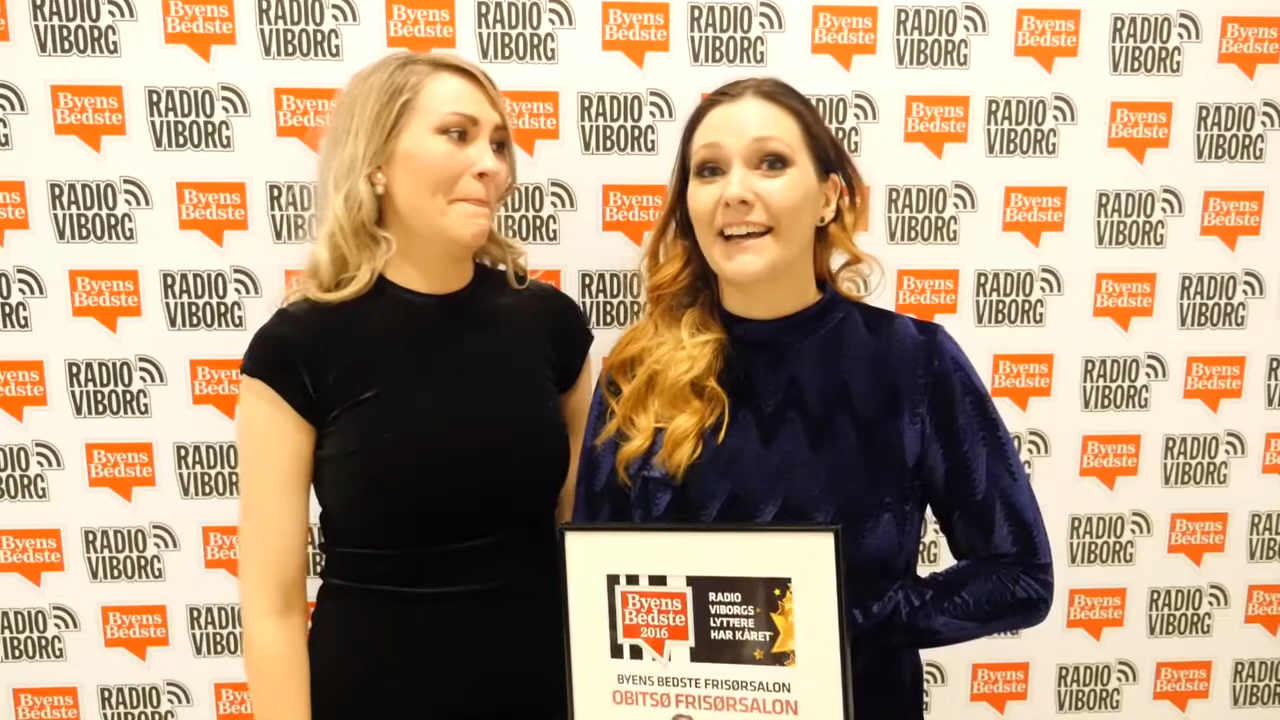 RADIO VIBORG
Byens Bedste
Byens
Bedste
2016
RADIO
VIBORGS
LYTTERE
HAR KÅRET
BYENS BEDSTE FRISØRSALON
OBITSØ FRISØRSALON